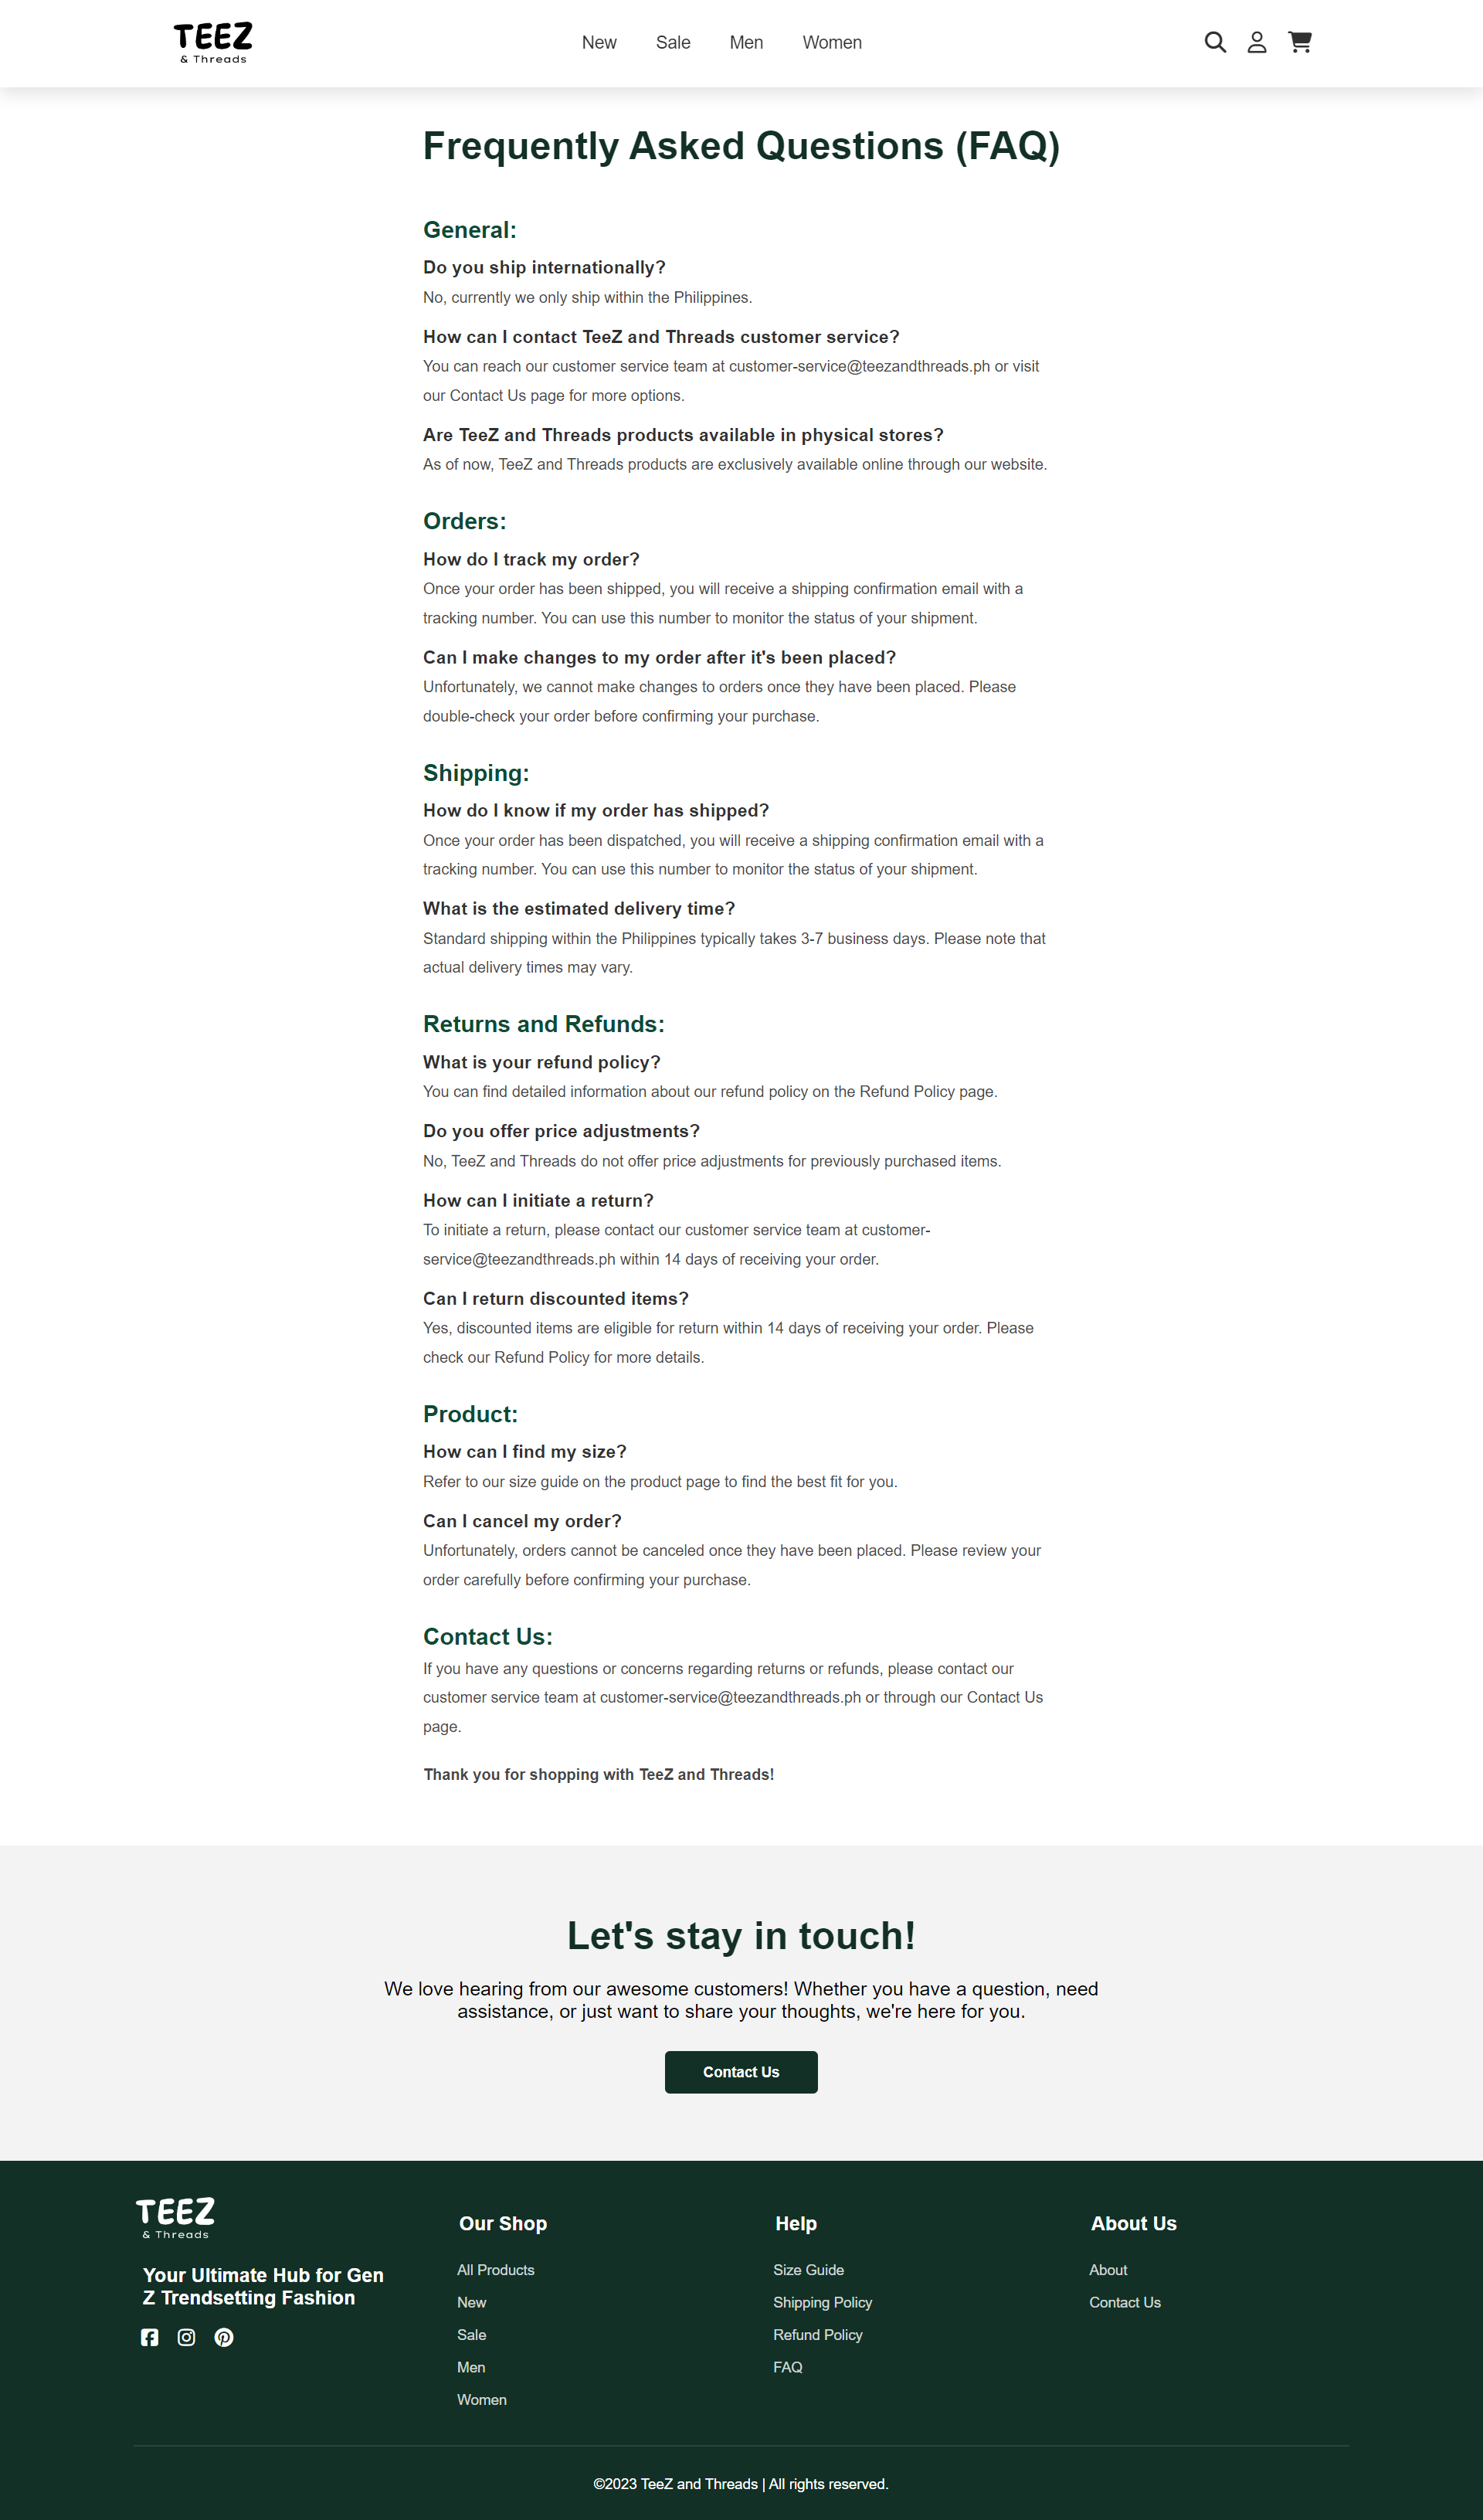 TEEZ
& Threads
New Sale Men Women
Frequently Asked Questions (FAQ)
General:
Do you ship internationally?
No, currently we only ship within the Philippines.
How can I contact TeeZ and Threads customer service?
You can reach our customer service team at customer-service@teezandthreads.ph or visit
our Contact Us page for more options.
Are TeeZ and Threads products available in physical stores?
As of now, TeeZ and Threads products are exclusively available online through our website.
Orders:
How do I track my order?
Once your order has been shipped, you will receive a shipping confirmation email with a
tracking number. You can use this number to monitor the status of your shipment.
Can I make changes to my order after it's been placed?
Unfortunately, we cannot make changes to orders once they have been placed. Please
double-check your order before confirming your purchase.
Shipping:
How do I know if my order has shipped?
Once your order has been dispatched, you will receive a shipping confirmation email with a
tracking number. You can use this number to monitor the status of your shipment.
What is the estimated delivery time?
Standard shipping within the Philippines typically takes 3-7 business days. Please note that
actual delivery times may vary.
Returns and Refunds:
What is your refund policy?
You can find detailed information about our refund policy on the Refund Policy page.
Do you offer price adjustments?
No, TeeZ and Threads do not offer price adjustments for previously purchased items.
How can I initiate a return?
To initiate a return, please contact our customer service team at customer-
service@teezandthreads.ph within 14 days of receiving your order.
Can I return discounted items?
Yes, discounted items are eligible for return within 14 days of receiving your order. Please
check our Refund Policy for more details.
Product:
How can I find my size?
Refer to our size guide on the product page to find the best fit for you.
Can I cancel my order?
Unfortunately, orders cannot be canceled once they have been placed. Please review your
order carefully before confirming your purchase.
Contact Us:
If you have any questions or concerns regarding returns or refunds, please contact our
customer service team at customer-service@teezandthreads.ph or through our Contact Us
page.
Thank you for shopping with TeeZ and Threads!
Let's stay in touch!
We love hearing from our awesome customers! Whether you have a question, need
assistance, or just want to share your thoughts, we're here for you.
Contact Us
TEEZ
& Threads
Your Ultimate Hub for Gen
Z Trendsetting Fashion
Our Shop
All Products
New
Sale
Men
Women
Help
Size Guide
Shipping Policy
Refund Policy
FAQ
About Us
About
Contact Us
©2023 TeeZ and Threads | All rights reserved.